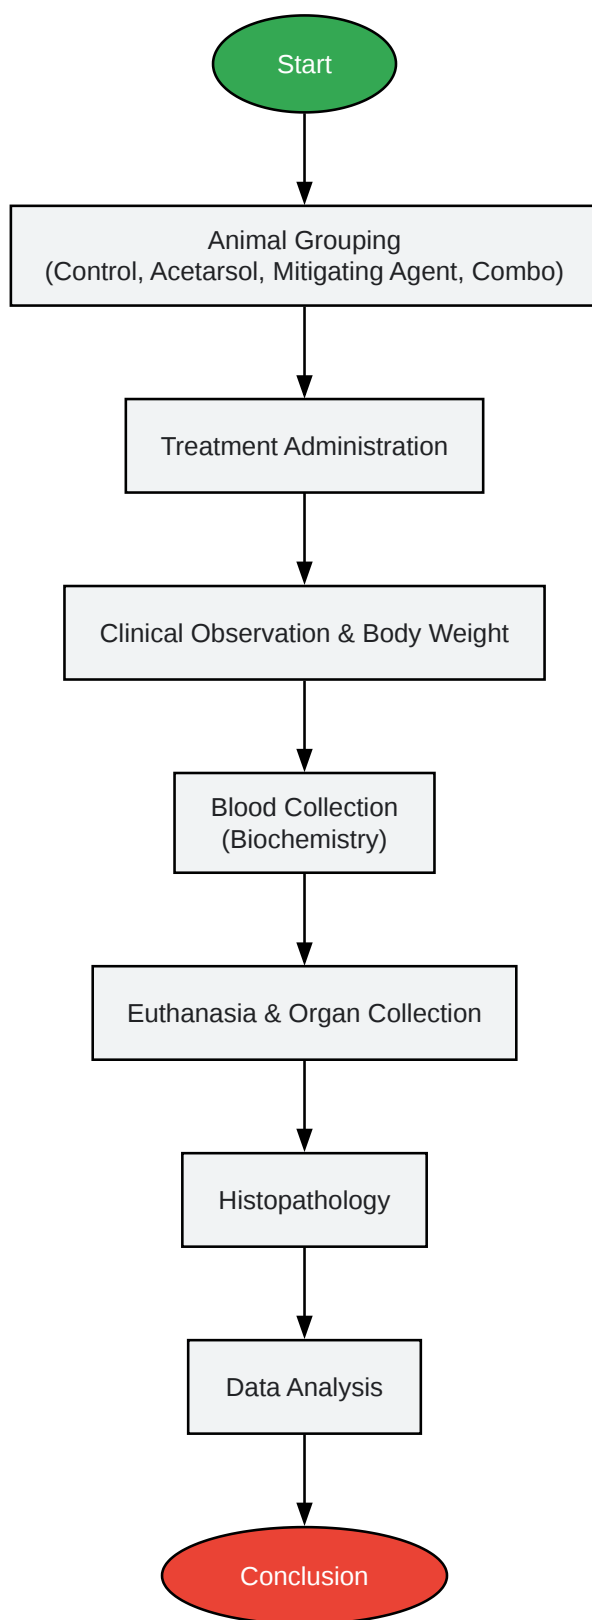 Start
Animal Grouping
(Control, Acetarsol, Mitigating Agent, Combo)
Treatment Administration
Clinical Observation & Body Weight
Blood Collection
(Biochemistry)
Euthanasia & Organ Collection
Histopathology
Data Analysis
Conclusion